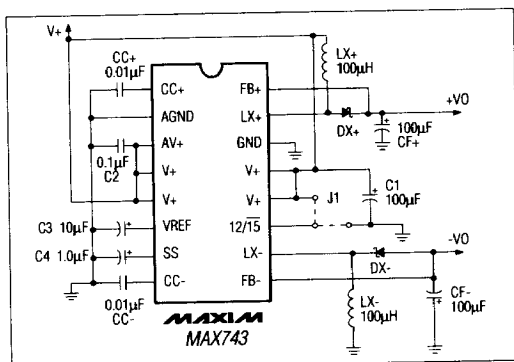 V+
CC+
0.01µF
CC+
AGND
AV+
0.1µF
C2
V+
V+
C3 10µF
VREF
C4 1.0µF
SS
CC-
0.01µF
CC-
FB+
LX+
GND
V+
V+
12/15
LX-
FB-
LX+
100µH
+VO
DX+
100µF
CF+
J1
C1
100µF
-VO
DX-
LX-
100µH
CF-
100µF
MAXIM
MAX743